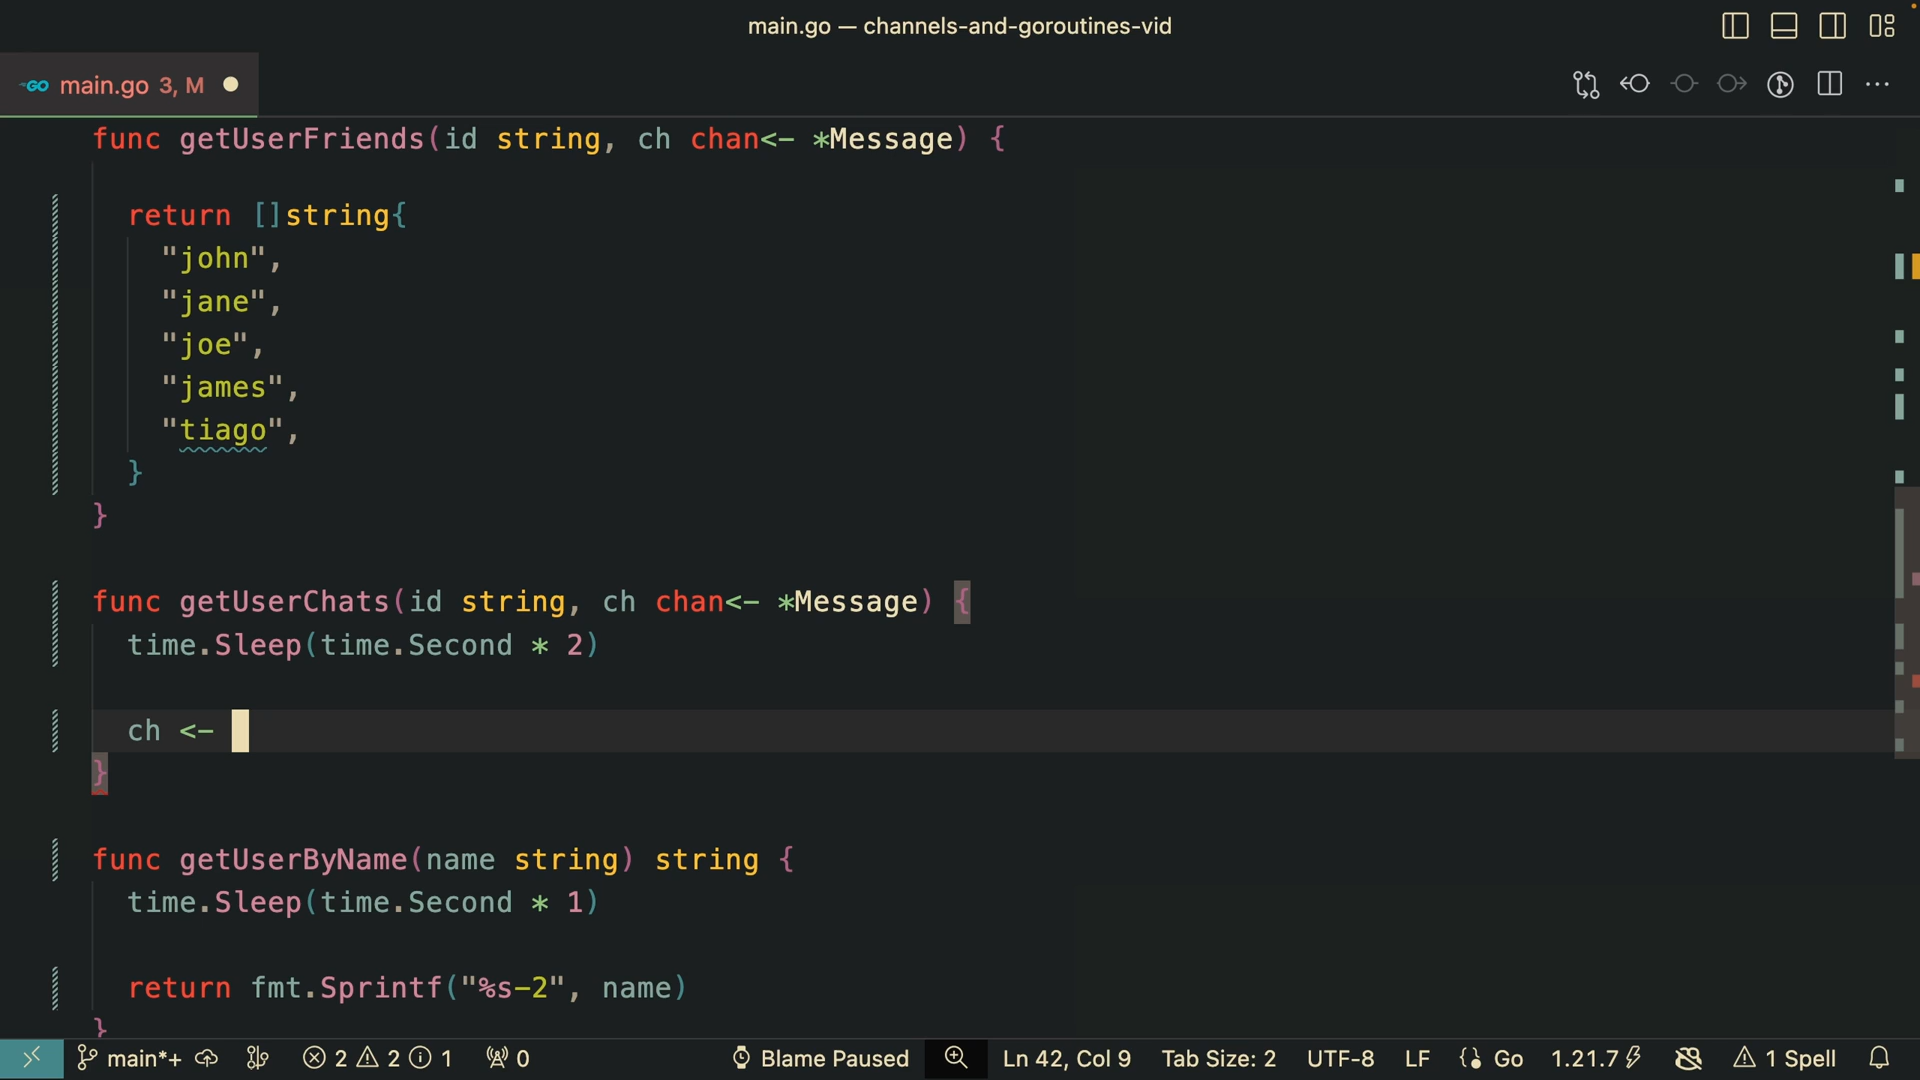 main.go — channels-and-goroutines-vid
GO main.go 3, M
func getUserFriends(id string, ch chan<- *Message) {
return []string{
"john",
"jane",
"joe",
"james",
"tiago",
}
}
func getUserChats(id string, ch chan<- *Message) {
time.Sleep(time.Second * 2)
ch <-
}
func getUserByName(name string) string {
time.Sleep(time.Second * 1)
return fmt.Sprintf("%s-2", name)
}
main*+ 2 2 1 0 Blame Paused Ln 42, Col 9 Tab Size: 2 UTF-8 LF Go 1.21.7 1 Spell